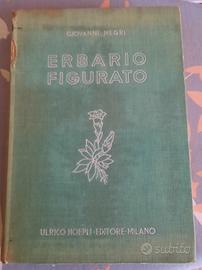 GIOVANNI NEGRI
ERBARIO
FIGURATO
ULRICO HOEPLI-EDITORE-MILANO
subito